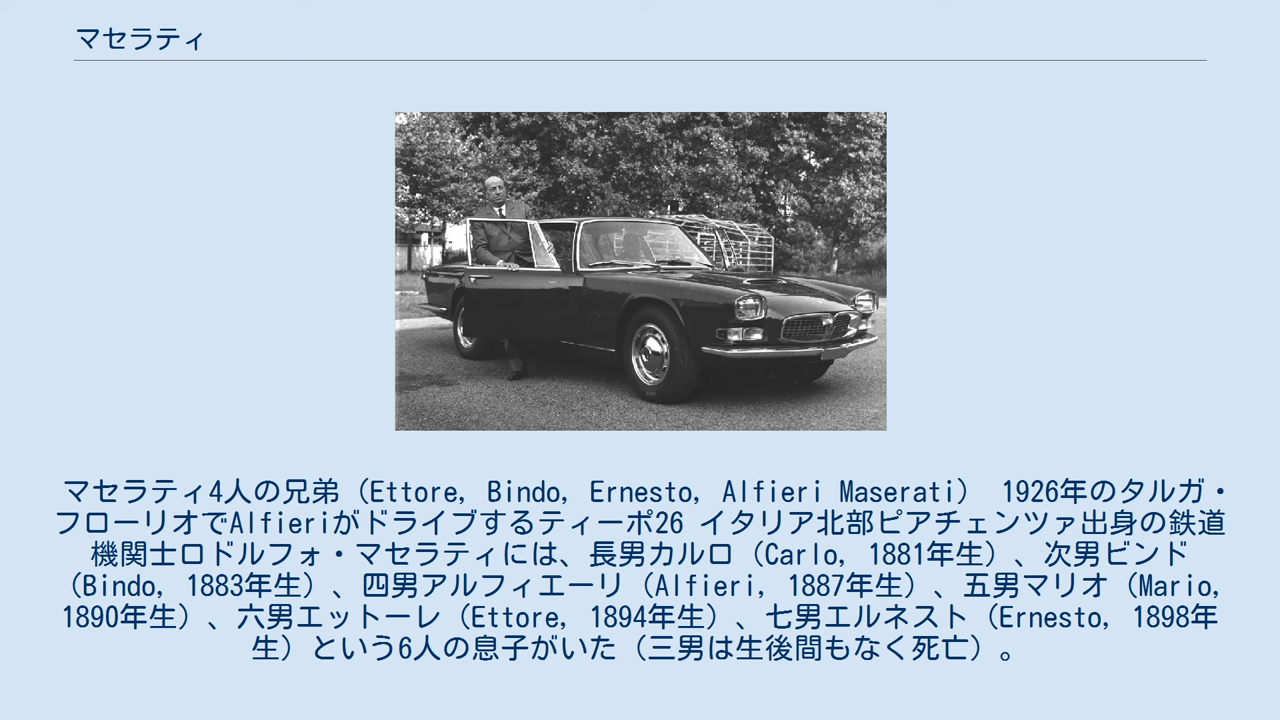 マセラティ
マセラティ4人の兄弟（Ettore, Bindo, Ernesto, Alfieri Maserati） 1926年のタルガ・
フローリオでAlfieriがドライブするティーポ26 イタリア北部ピアチェンツァ出身の鉄道
機関士ロドルフォ・マセラティには、長男カルロ（Carlo, 1881年生）、次男ビンド
（Bindo, 1883年生）、四男アルフィエーリ（Alfieri, 1887年生）、五男マリオ（Mario,
1890年生）、六男エットーレ（Ettore, 1894年生）、七男エルネスト（Ernesto, 1898年
生）という6人の息子がいた（三男は生後間もなく死亡）。